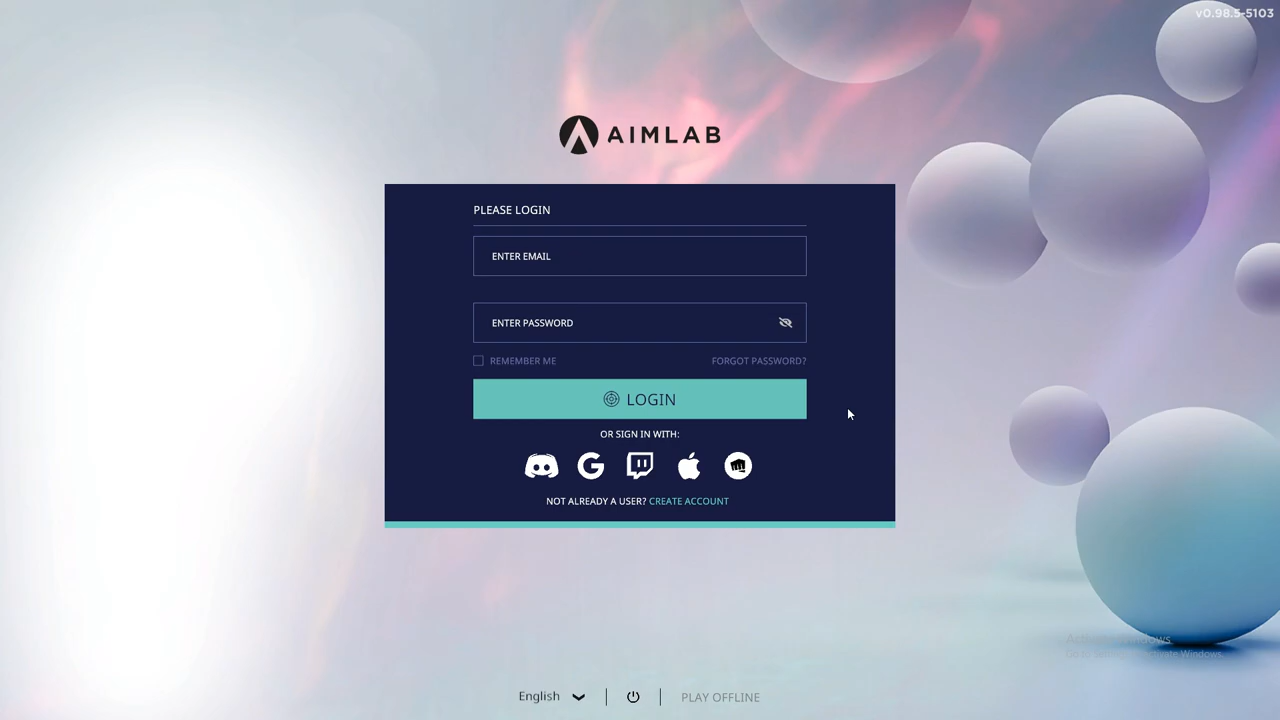 v0.98.5-5103
AIMLAB
PLEASE LOGIN
ENTER EMAIL
ENTER PASSWORD
REMEMBER ME
FORGOT PASSWORD?
LOGIN
OR SIGN IN WITH:
NOT ALREADY A USER? CREATE ACCOUNT
English
PLAY OFFLINE